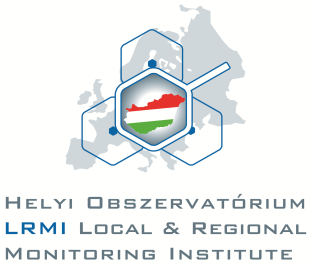 HELYI OBSZERVATÓRIUM
LRMI LOCAL & REGIONAL
MONITORING INSTITUTE